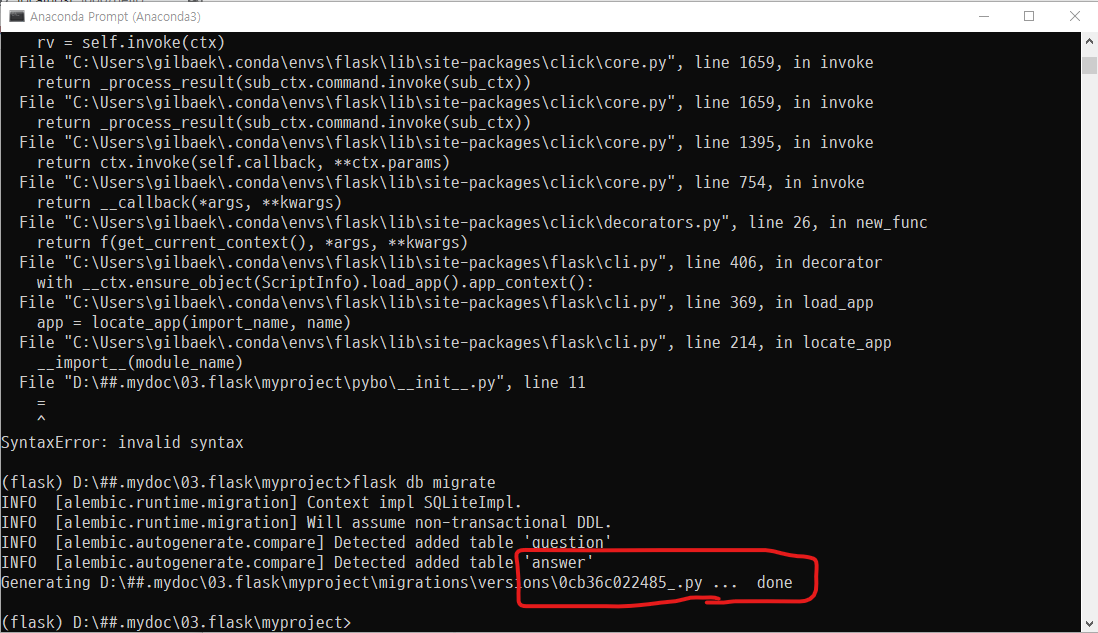 Anaconda Prompt (Anaconda3)
    rv = self.invoke(ctx)
  File "C:\Users\gilbaek\.conda\envs\flask\lib\site-packages\click\core.py", line 1659, in invoke
    return _process_result(sub_ctx.command.invoke(sub_ctx))
  File "C:\Users\gilbaek\.conda\envs\flask\lib\site-packages\click\core.py", line 1659, in invoke
    return _process_result(sub_ctx.command.invoke(sub_ctx))
  File "C:\Users\gilbaek\.conda\envs\flask\lib\site-packages\click\core.py", line 1395, in invoke
    return ctx.invoke(self.callback, **ctx.params)
  File "C:\Users\gilbaek\.conda\envs\flask\lib\site-packages\click\core.py", line 754, in invoke
    return __callback(*args, **kwargs)
  File "C:\Users\gilbaek\.conda\envs\flask\lib\site-packages\click\decorators.py", line 26, in new_func
    return f(get_current_context(), *args, **kwargs)
  File "C:\Users\gilbaek\.conda\envs\flask\lib\site-packages\flask\cli.py", line 406, in decorator
    with __ctx.ensure_object(ScriptInfo).load_app().app_context():
  File "C:\Users\gilbaek\.conda\envs\flask\lib\site-packages\flask\cli.py", line 369, in load_app
    app = locate_app(import_name, name)
  File "C:\Users\gilbaek\.conda\envs\flask\lib\site-packages\flask\cli.py", line 214, in locate_app
    __import__(module_name)
  File "D:\##.mydoc\03.flask\myproject\pybo\__init__.py", line 11
    =
    ^
SyntaxError: invalid syntax
(flask) D:\##.mydoc\03.flask\myproject>flask db migrate
INFO  [alembic.runtime.migration] Context impl SQLiteImpl.
INFO  [alembic.runtime.migration] Will assume non-transactional DDL.
INFO  [alembic.autogenerate.compare] Detected added table 'question'
INFO  [alembic.autogenerate.compare] Detected added table 'answer'
Generating D:\##.mydoc\03.flask\myproject\migrations\versions\0cb36c022485_.py ...  done
(flask) D:\##.mydoc\03.flask\myproject>